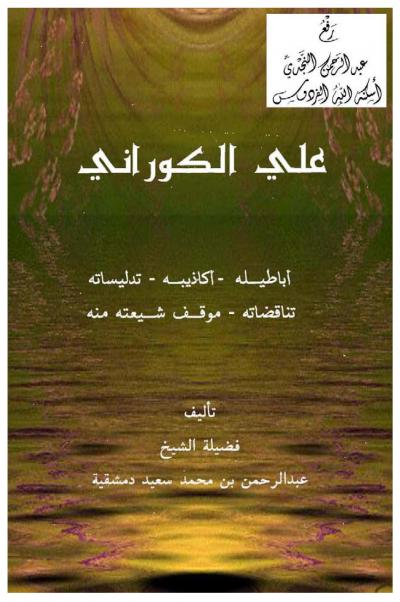 رفع
عبد الرحمن النجدي
أسكنه الله الفردوس
علي الكوراني
أباطيله - أكاذيبه - تدليساته
تناقضاته - موقف شيعته منه
تأليف
فضيلة الشيخ
عبدالرحمن بن محمد سعيد دمشقية